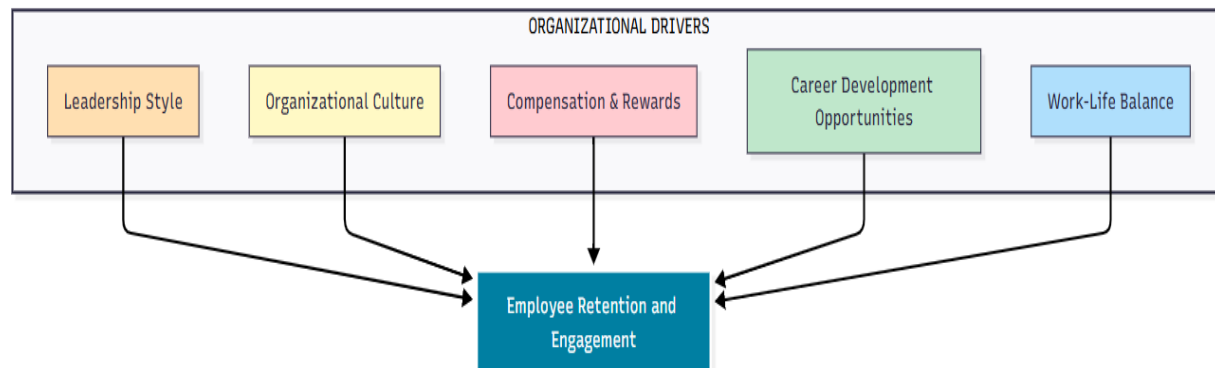 ORGANIZATIONAL DRIVERS
Leadership Style
Organizational Culture
Compensation & Rewards
Career Development
Opportunities
Work-Life Balance
Employee Retention and
Engagement